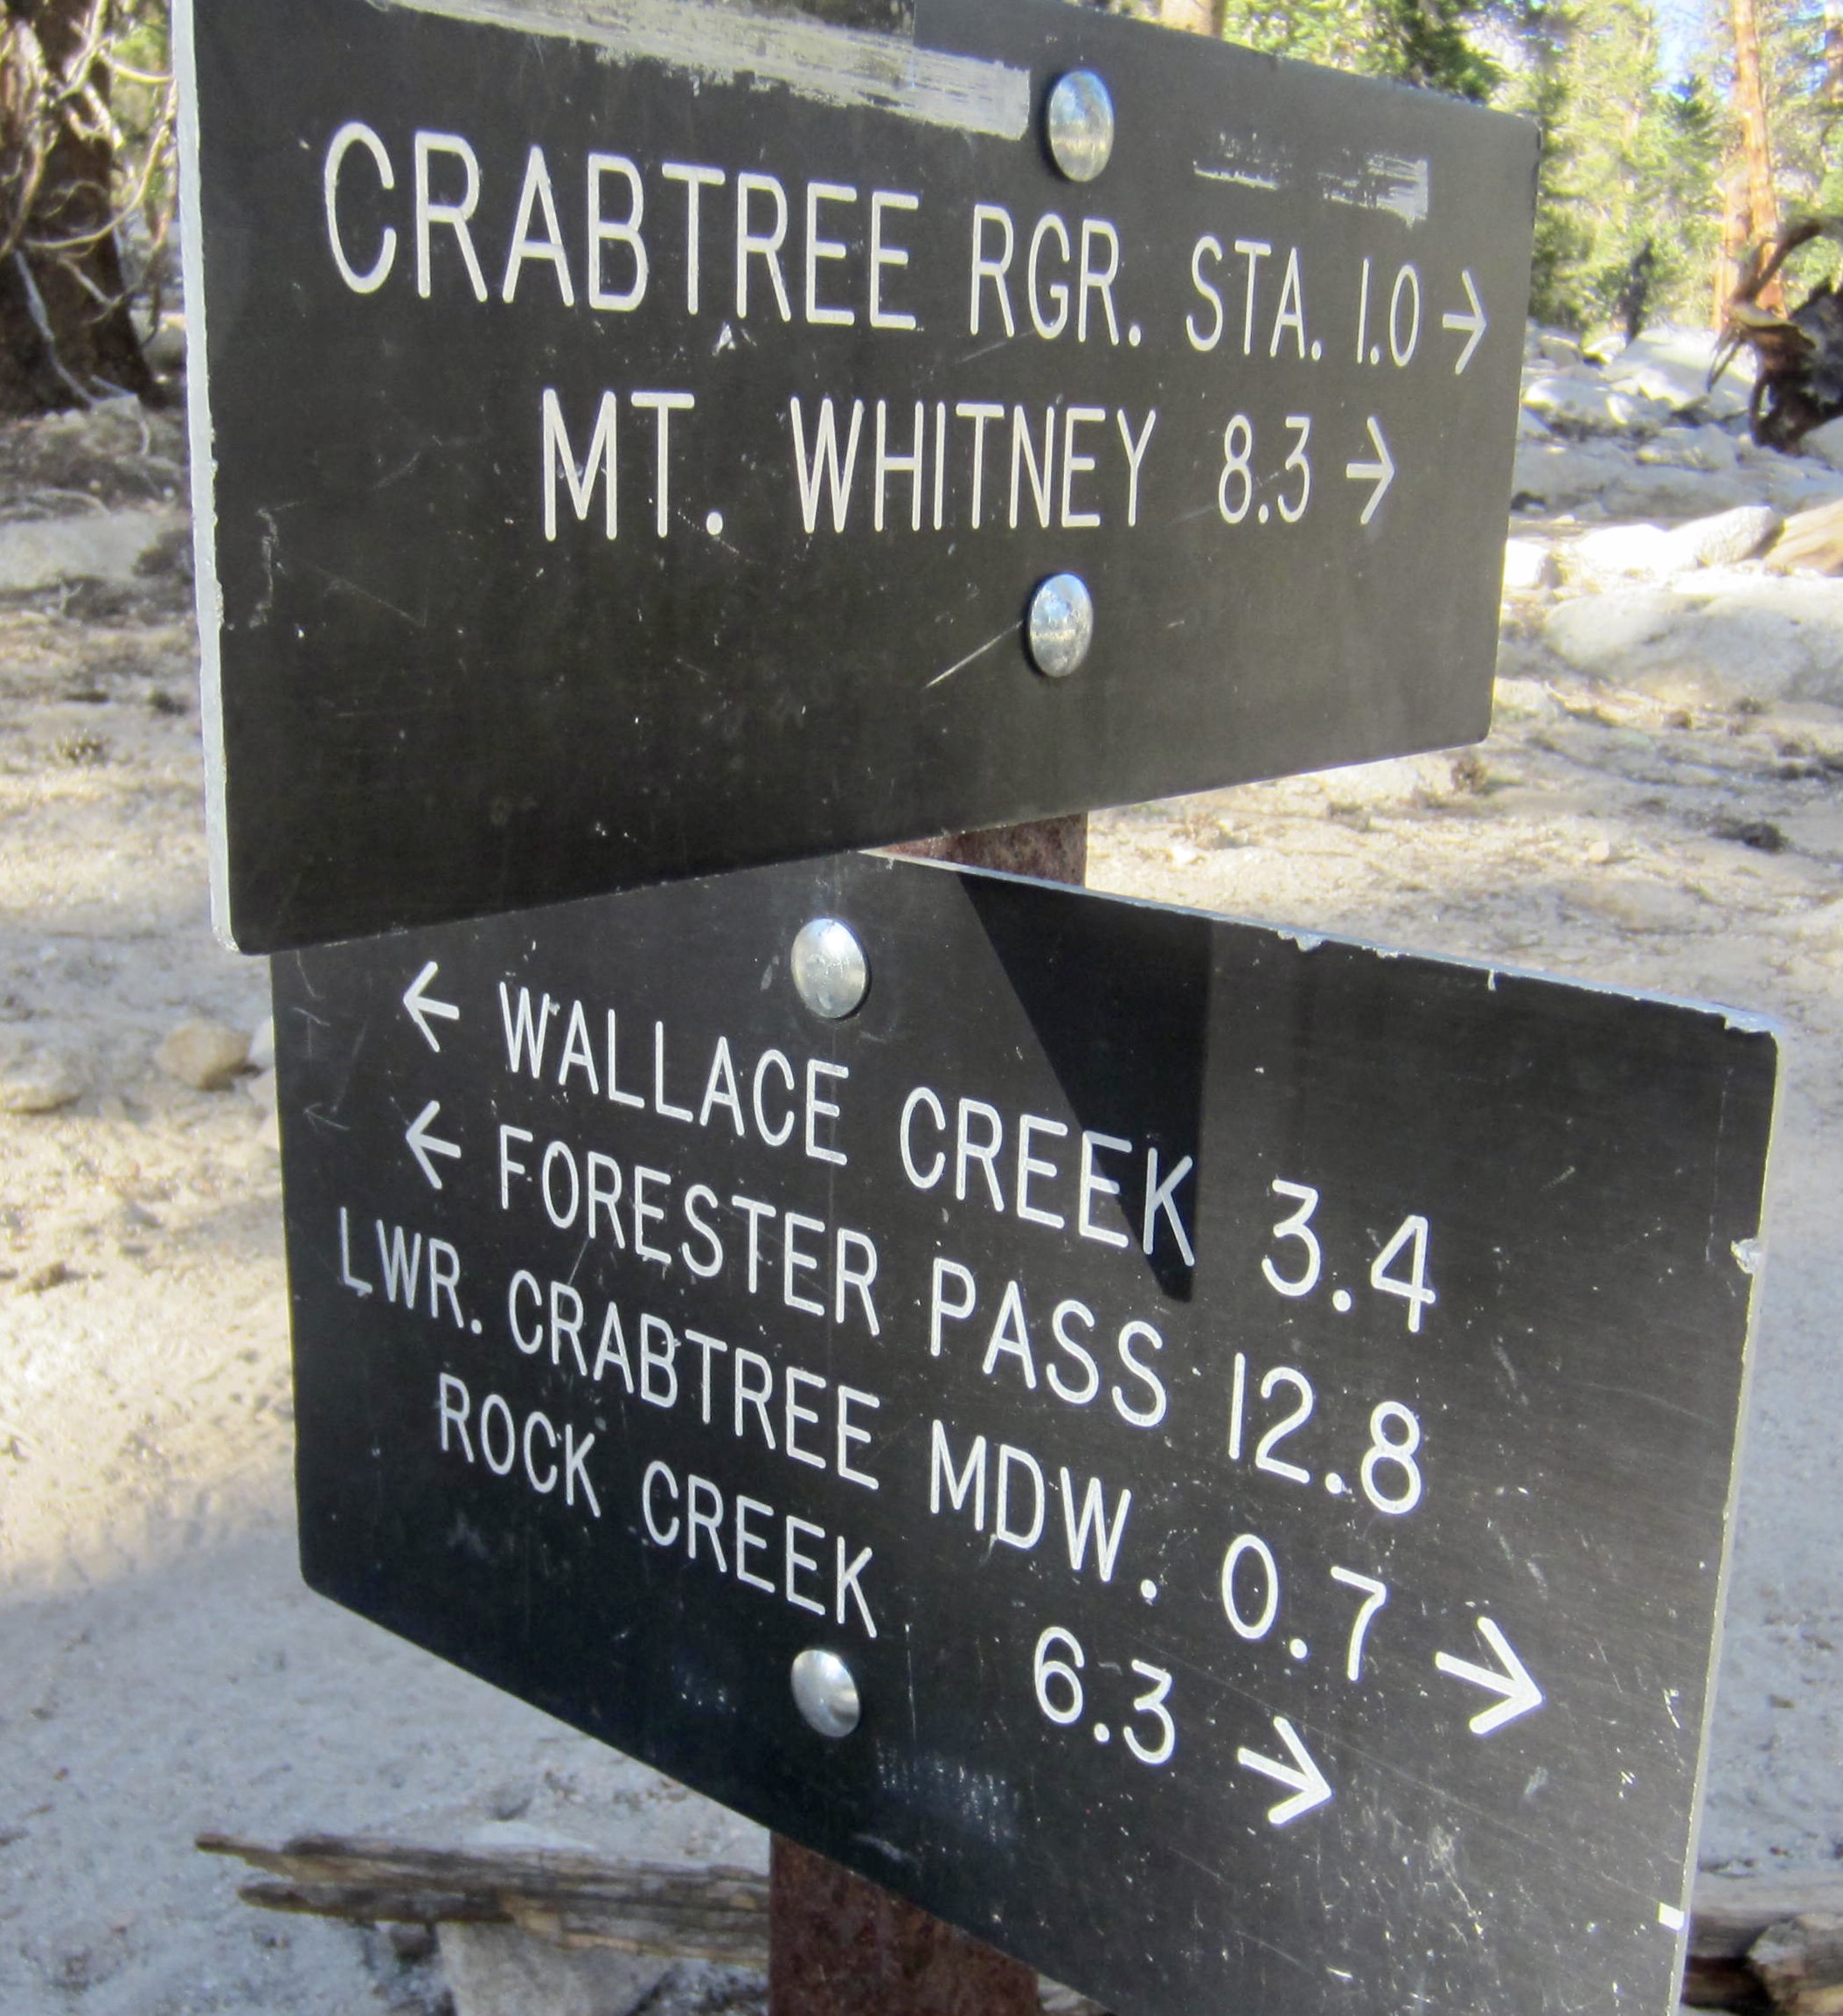 CRABTREE RGR. STA. 1.0 →
MT. WHITNEY 8.3 →
← WALLACE CREEK 3.4
← FORESTER PASS 12.8
LWR. CRABTREE MDW. 0.7 →
ROCK CREEK 6.3 →